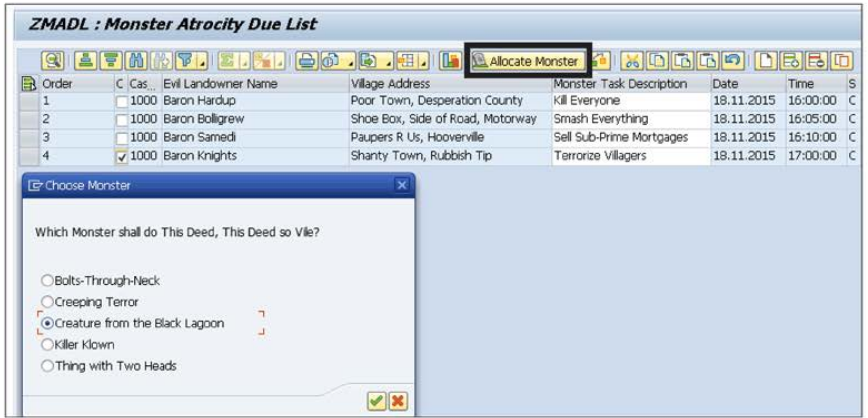 ZMADL : Monster Atrocity Due List
Allocate Monster
Order C Cas... Evil Landowner Name Village Address Monster Task Description Date Time S
1 1000 Baron Hardup Poor Town, Desperation County Kill Everyone 18.11.2015 16:00:00 C
2 1000 Baron Bolligrew Shoe Box, Side of Road, Motorway Smash Everything 18.11.2015 16:05:00 C
3 1000 Baron Samedi Paupers R Us, Hooverville Sell Sub-Prime Mortgages 18.11.2015 16:10:00 C
4 1000 Baron Knights Shanty Town, Rubbish Tip Terrorize Villagers 18.11.2015 17:00:00 C
Choose Monster
Which Monster shall do This Deed, This Deed so Vile?
Bolts-Through-Neck
Creeping Terror
Creature from the Black Lagoon
Killer Klown
Thing with Two Heads